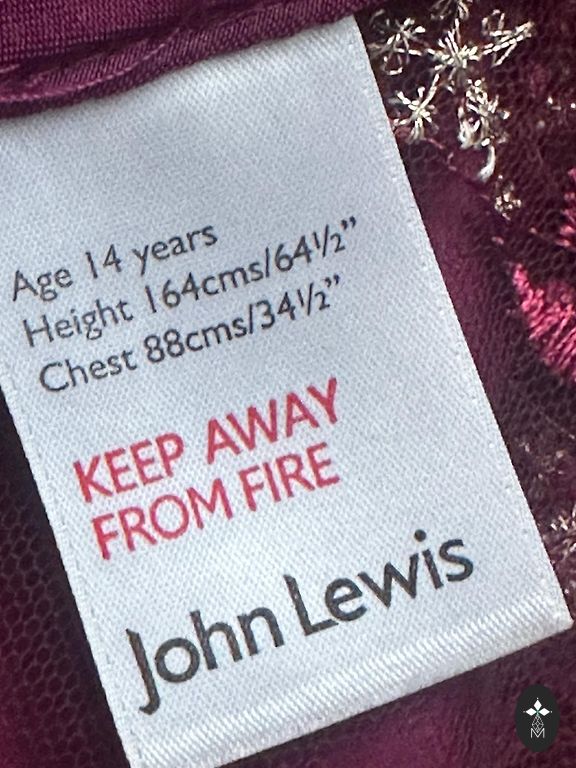 Age 14 years
Height 164cms/64½"
Chest 88cms/34½"
KEEP AWAY
FROM FIRE
John Lewis
M